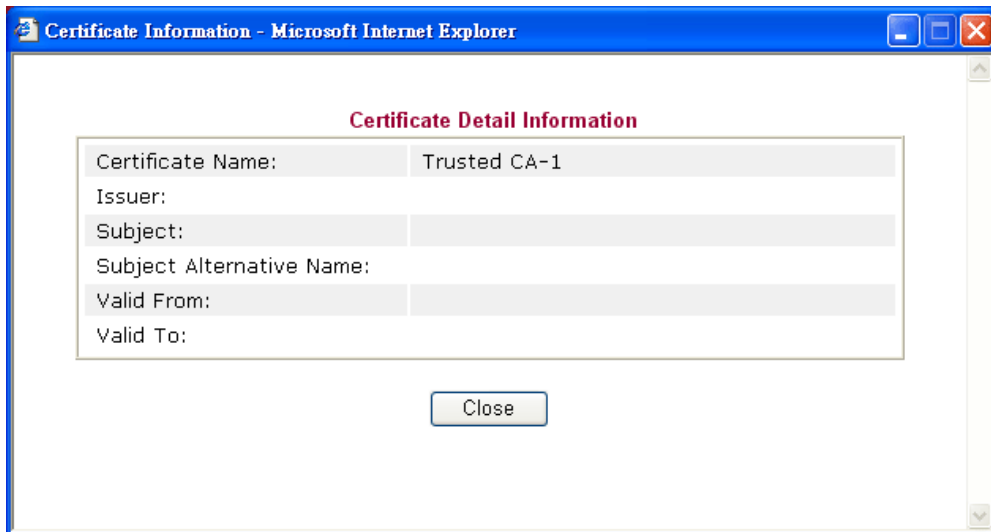 Certificate Information - Microsoft Internet Explorer
Certificate Detail Information
Certificate Name: Trusted CA-1
Issuer:
Subject:
Subject Alternative Name:
Valid From:
Valid To:
Close